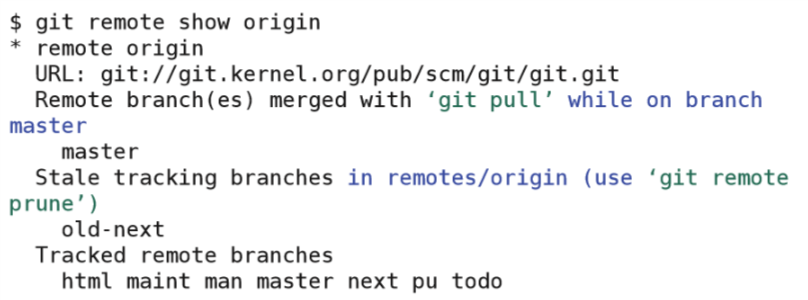 $ git remote show origin
* remote origin
URL: git://git.kernel.org/pub/scm/git/git.git
Remote branch(es) merged with ‘git pull’ while on branch
master
master
Stale tracking branches in remotes/origin (use ‘git remote
prune’)
old-next
Tracked remote branches
html maint man master next pu todo